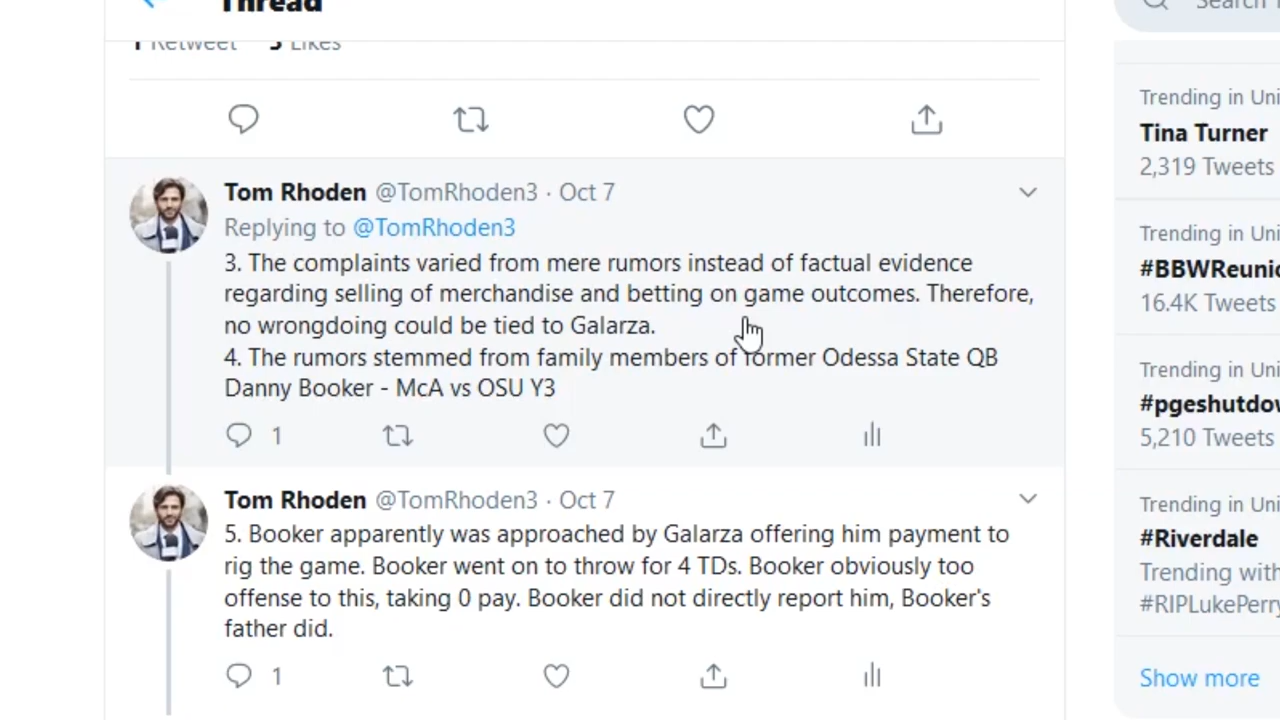 Thread
1 Retweet 3 Likes
Tom Rhoden @TomRhoden3 · Oct 7
Replying to @TomRhoden3
3. The complaints varied from mere rumors instead of factual evidence
regarding selling of merchandise and betting on game outcomes. Therefore,
no wrongdoing could be tied to Galarza.
4. The rumors stemmed from family members of former Odessa State QB
Danny Booker - McA vs OSU Y3
1
Tom Rhoden @TomRhoden3 · Oct 7
5. Booker apparently was approached by Galarza offering him payment to
rig the game. Booker went on to throw for 4 TDs. Booker obviously too
offense to this, taking 0 pay. Booker did not directly report him, Booker's
father did.
1
Search
Trending in Uni
Tina Turner
2,319 Tweets
Trending in Uni
#BBWReunio
16.4K Tweets
Trending in Uni
#pgeshutdow
5,210 Tweets
Trending in Uni
#Riverdale
Trending with
#RIPLukePerry
Show more